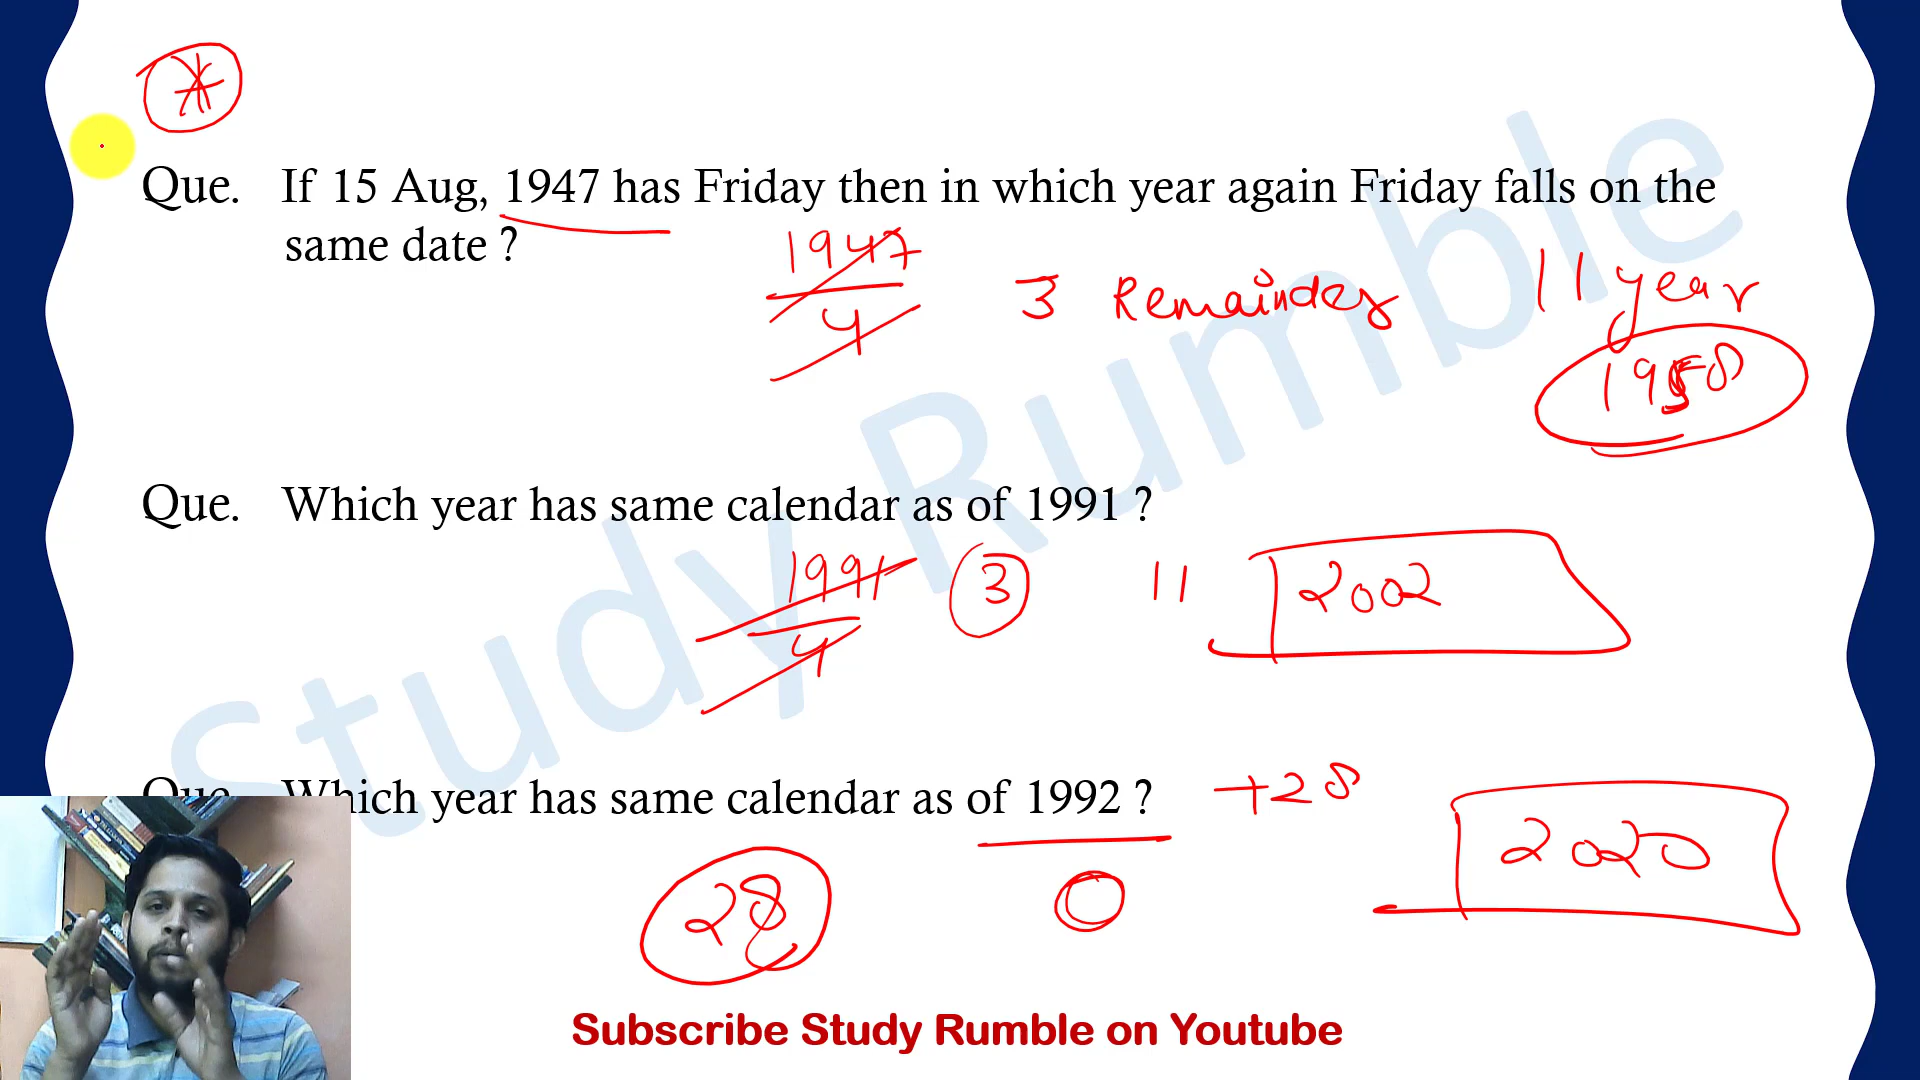 Que. If 15 Aug, 1947 has Friday then in which year again Friday falls on the
same date ?
1947
4
3 Remainder
11 year
1958
Que. Which year has same calendar as of 1991 ?
1991
4
3
11
2002
Que. Which year has same calendar as of 1992 ?
+28
28
0
2020
Study Rumble
Subscribe Study Rumble on Youtube